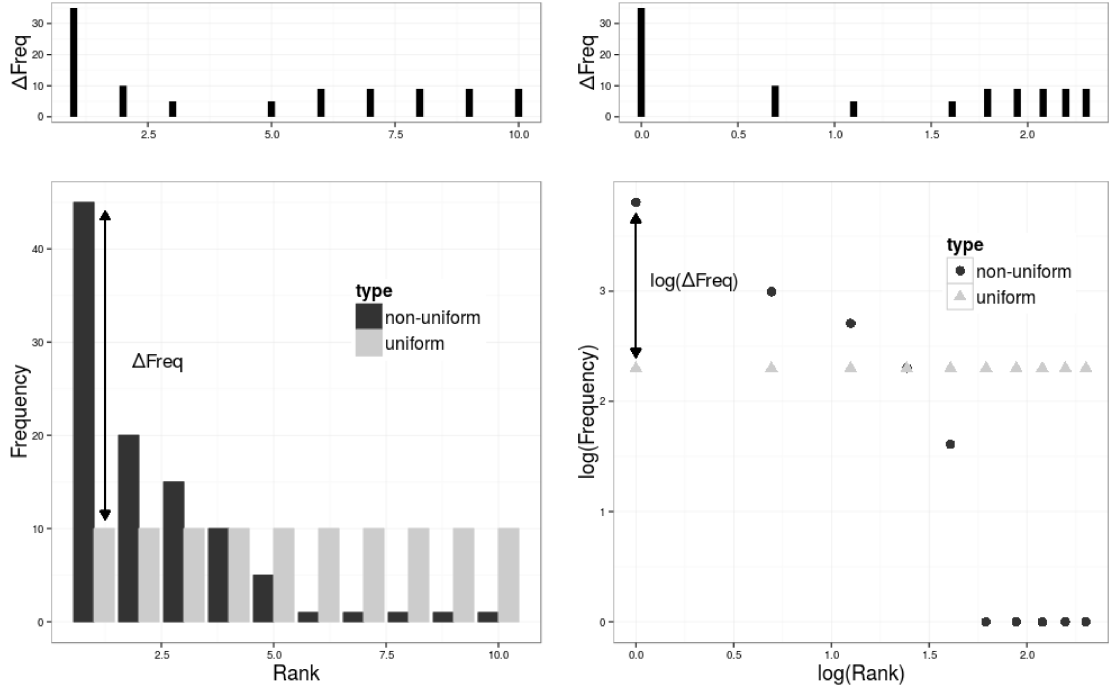 ΔFreq
30
20
10
0
2.5
5.0
7.5
10.0
ΔFreq
30
20
10
0
0.0
0.5
1.0
1.5
2.0
Frequency
40
30
20
10
0
ΔFreq
type
non-uniform
uniform
2.5
5.0
7.5
10.0
Rank
log(Frequency)
3
2
1
0
log(ΔFreq)
type
non-uniform
uniform
0.0
0.5
1.0
1.5
2.0
log(Rank)